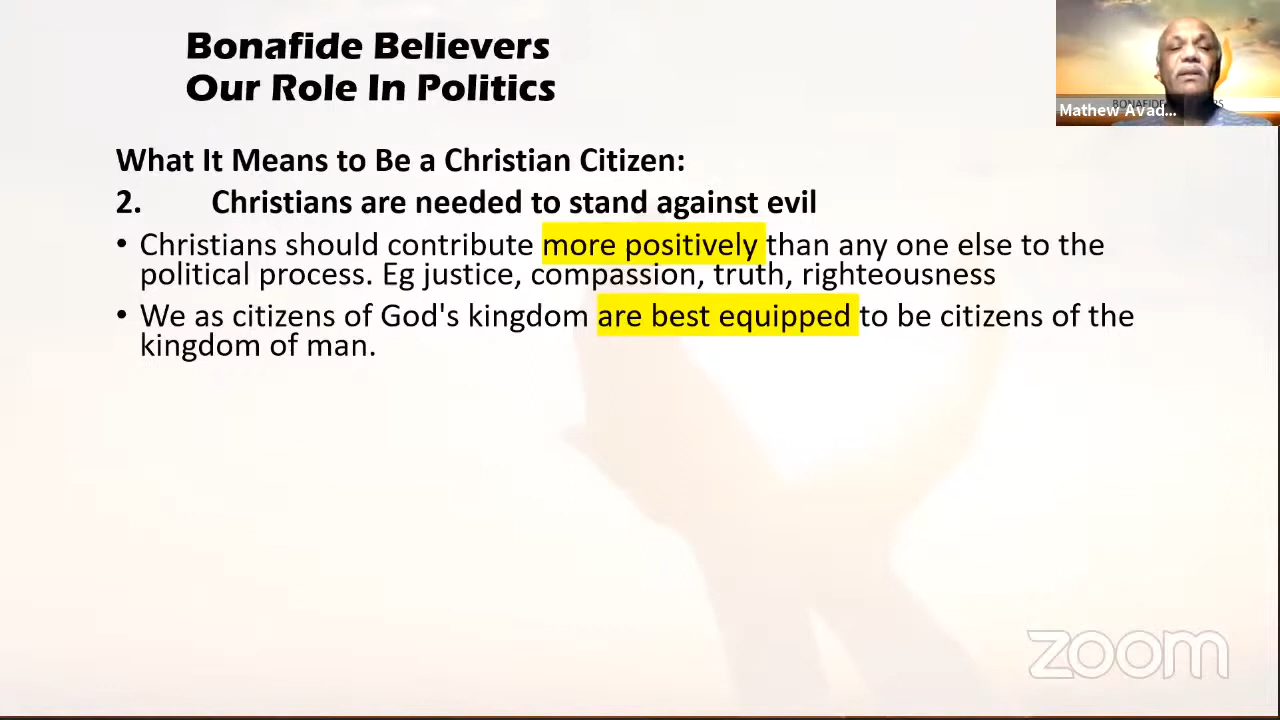 Bonafide Believers
Our Role In Politics
Mathew Avad...
What It Means to Be a Christian Citizen:
2. Christians are needed to stand against evil
• Christians should contribute more positively than any one else to the
political process. Eg justice, compassion, truth, righteousness
• We as citizens of God's kingdom are best equipped to be citizens of the
kingdom of man.
zoom